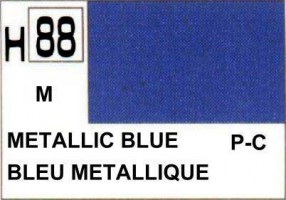 H 88
M
METALLIC BLUE P-C
BLEU METALLIQUE